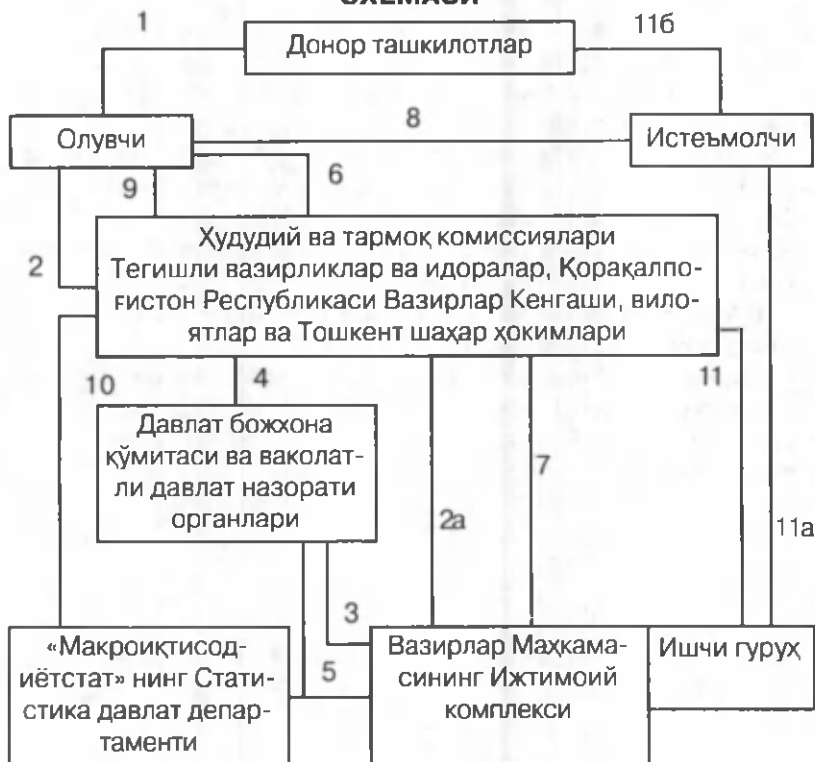 СХЕМАСИ
1
Донор ташкилотлар
11б
Олувчи
8
Истеъмолчи
9
6
2
Ҳудудий ва тармоқ комиссиялари
Тегишли вазирликлар ва идоралар, Қорақалпо-
ғистон Республикаси Вазирлар Кенгаши, вило-
ятлар ва Тошкент шаҳар ҳокимлари
10
4
11
Давлат божхона
қўмитаси ва ваколат-
ли давлат назорати
органлари
7
2а
11а
3
5
«Макроиқтисод-
иётстат» нинг Стати-
стика давлат депар-
таменти
Вазирлар Маҳкама-
сининг Ижтимоий
комплекси
Ишчи гуруҳ